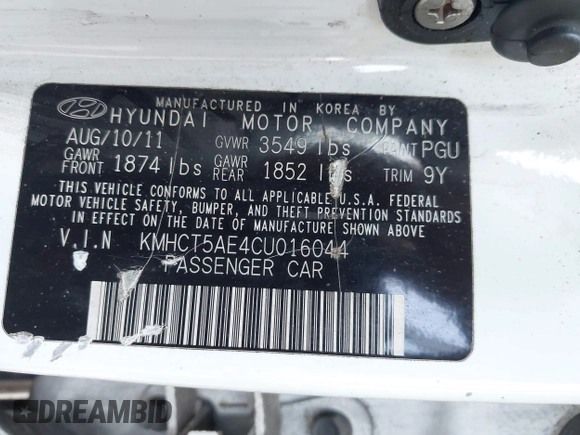 MANUFACTURED IN KOREA BY
HYUNDAI MOTOR COMPANY
AUG/10/11 GVWR 3549 lbs PAINT PGU
GAWR FRONT 1874 lbs GAWR REAR 1852 lbs TRIM 9Y
THIS VEHICLE CONFORMS TO ALL APPLICABLE U.S.A. FEDERAL
MOTOR VEHICLE SAFETY, BUMPER, AND THEFT PREVENTION STANDARDS
IN EFFECT ON THE DATE OF MANUFACTURE SHOWN ABOVE
V.I.N KMHCT5AE4CU016044
PASSENGER CAR
DREAMBID